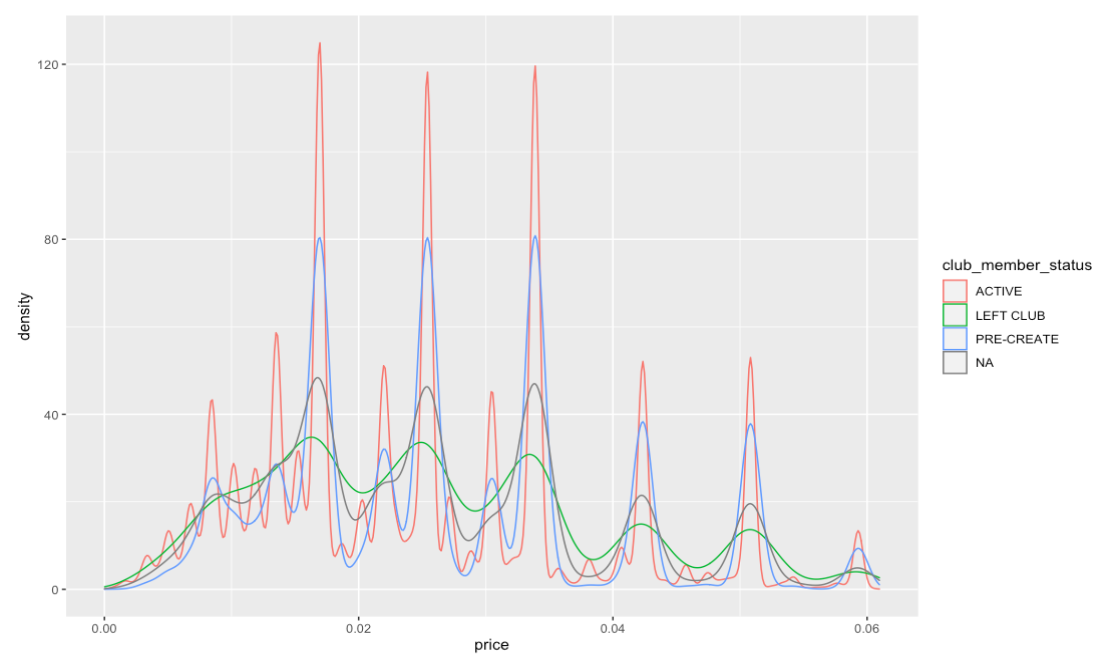 120
80
40
0
density
0.00
0.02
0.04
0.06
price
club_member_status
ACTIVE
LEFT CLUB
PRE-CREATE
NA